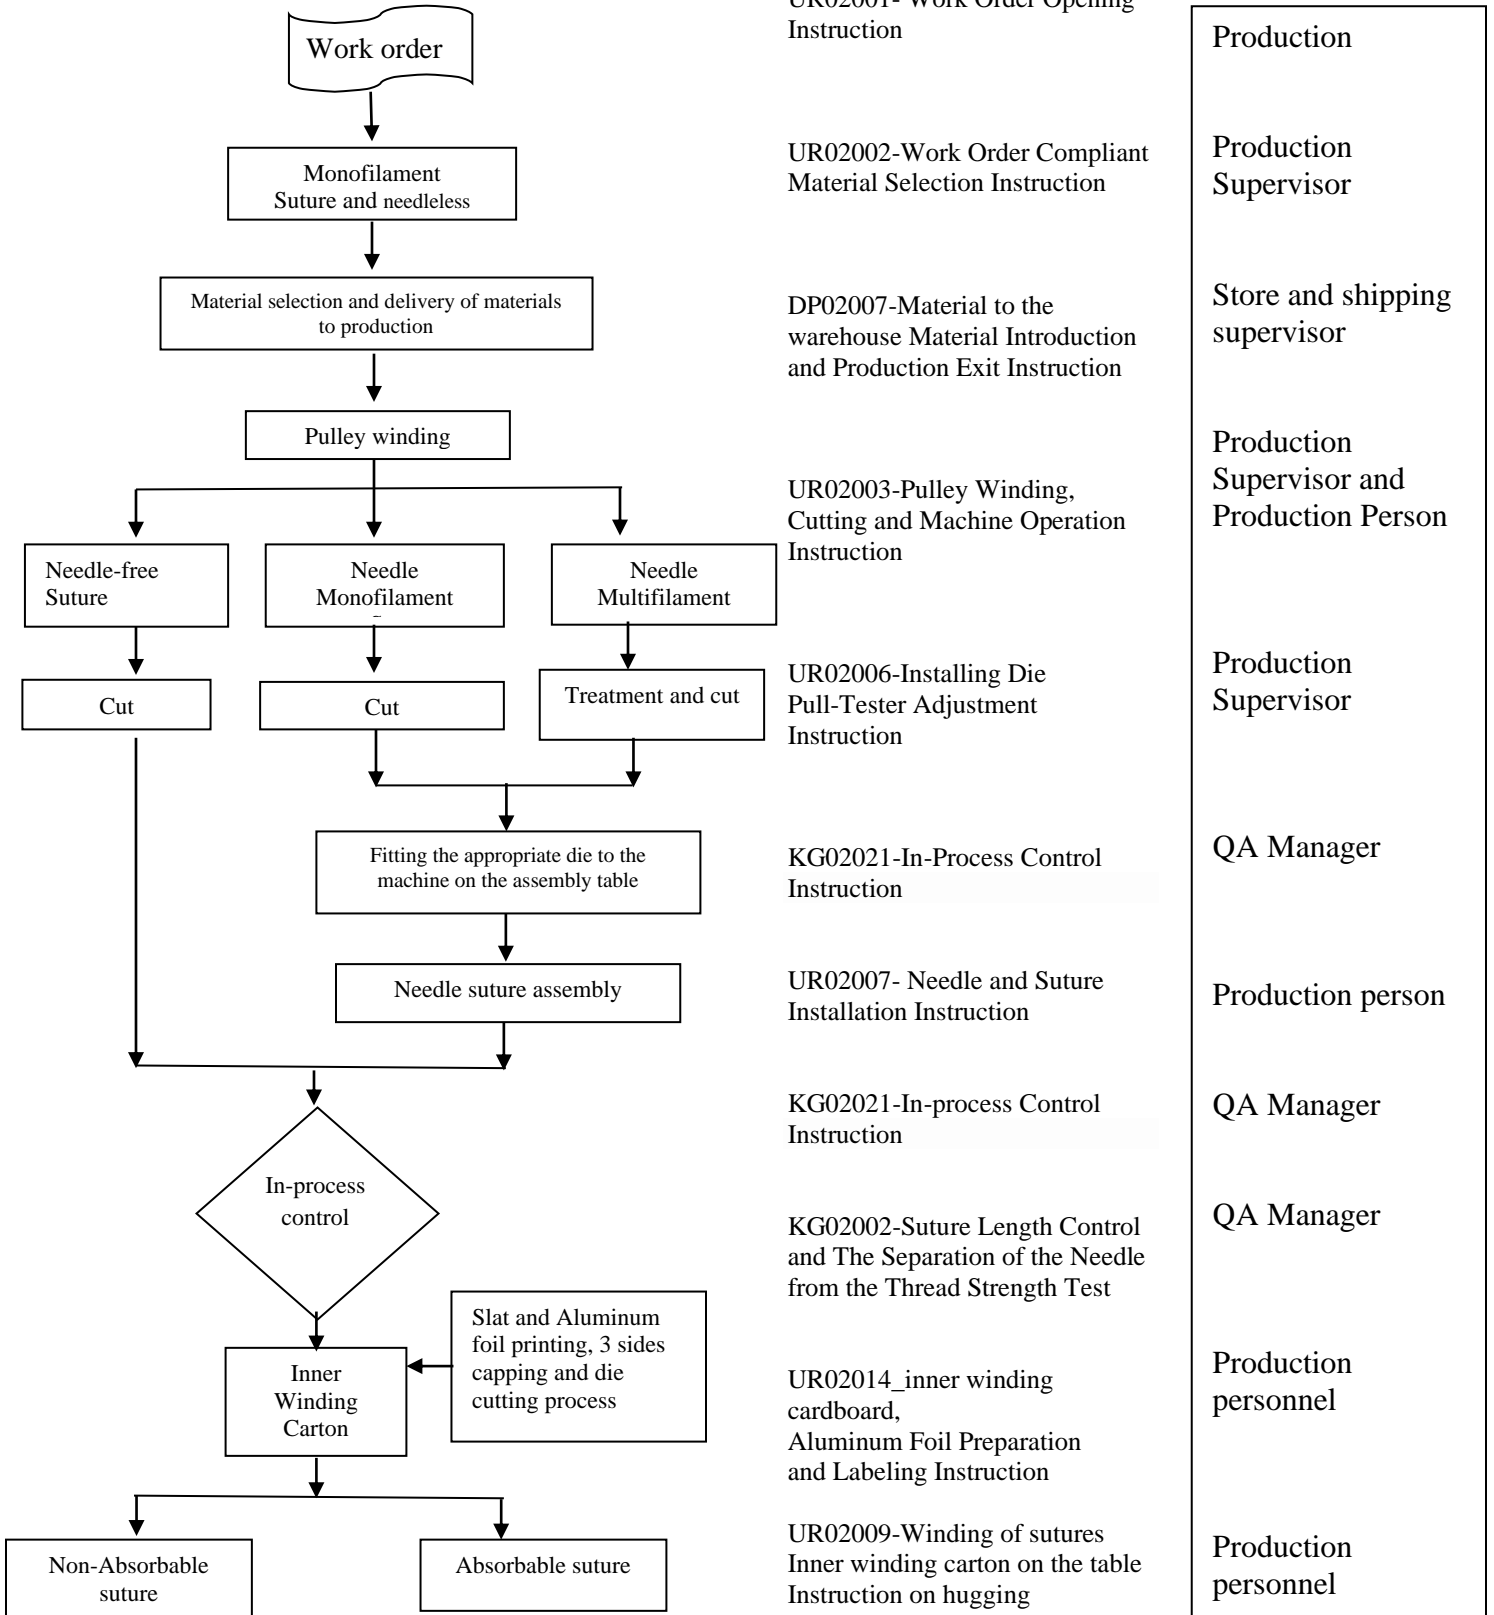 UR02001- Work Order Opening
Instruction
Production
Work order
UR02002-Work Order Compliant
Material Selection Instruction
Production
Supervisor
Monofilament
Suture and needleless
Material selection and delivery of materials
to production
DP02007-Material to the
warehouse Material Introduction
and Production Exit Instruction
Store and shipping
supervisor
Pulley winding
UR02003-Pulley Winding,
Cutting and Machine Operation
Instruction
Production
Supervisor and
Production Person
Needle-free
Suture
Needle
Monofilament
Needle
Multifilament
Cut
Cut
Treatment and cut
UR02006-Installing Die
Pull-Tester Adjustment
Instruction
Production
Supervisor
Fitting the appropriate die to the
machine on the assembly table
KG02021-In-Process Control
Instruction
QA Manager
Needle suture assembly
UR02007- Needle and Suture
Installation Instruction
Production person
KG02021-In-process Control
Instruction
QA Manager
In-process
control
KG02002-Suture Length Control
and The Separation of the Needle
from the Thread Strength Test
QA Manager
Slat and Aluminum
foil printing, 3 sides
capping and die
cutting process
Inner
Winding
Carton
UR02014_inner winding
cardboard,
Aluminum Foil Preparation
and Labeling Instruction
Production
personnel
Non-Absorbable
suture
Absorbable suture
UR02009-Winding of sutures
Inner winding carton on the table
Instruction on hugging
Production
personnel